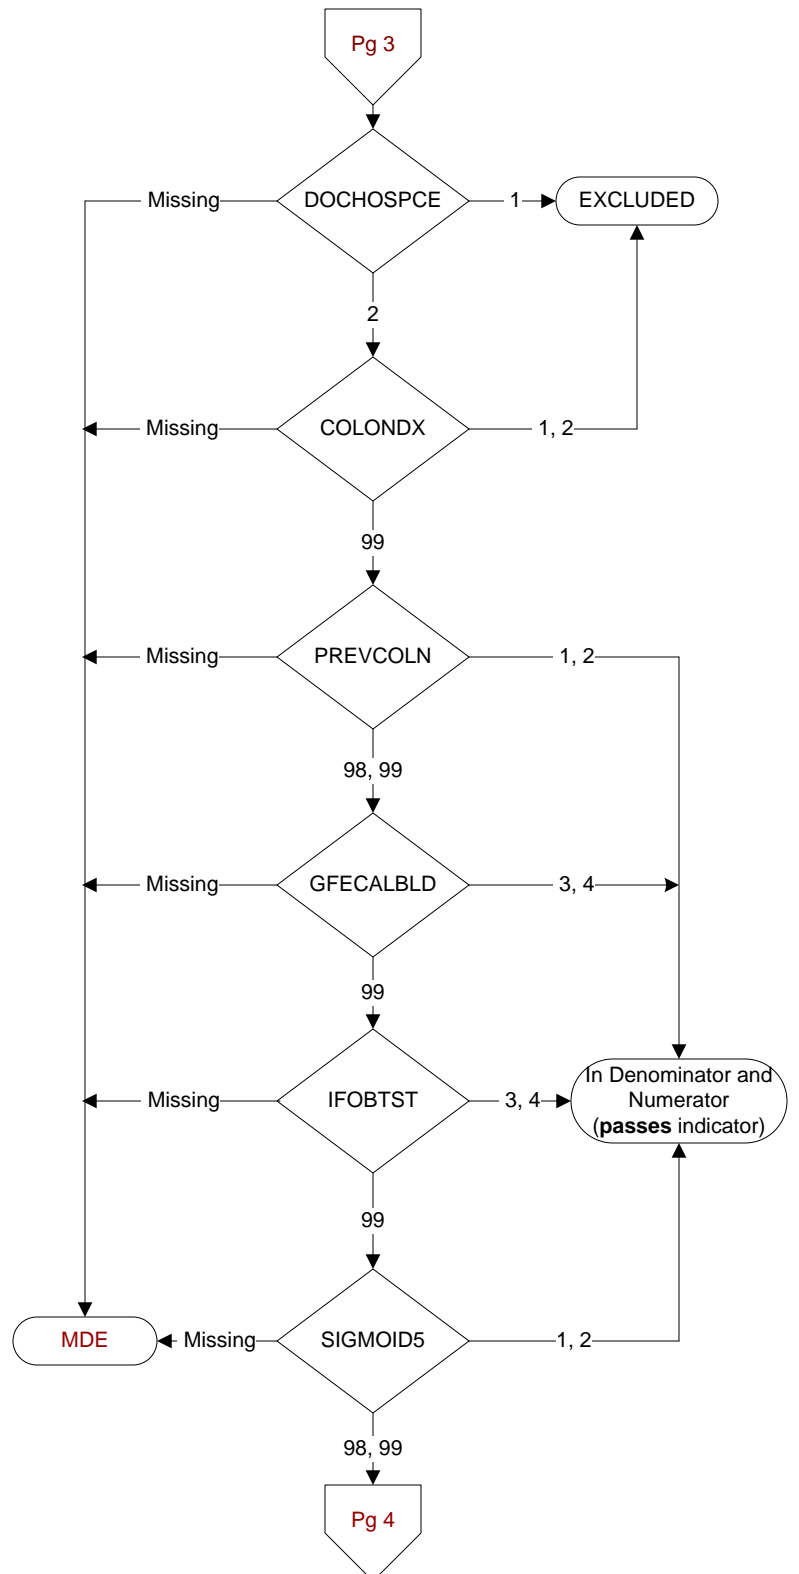 Pg 3
Missing
DOCHOSPCE
1
EXCLUDED
2
Missing
COLONDX
1, 2
99
Missing
PREVCOLN
1, 2
98, 99
Missing
GFECALBLD
3, 4
99
Missing
IFOBTST
3, 4
In Denominator and
Numerator
(passes indicator)
99
MDE
Missing
SIGMOID5
1, 2
98, 99
Pg 4